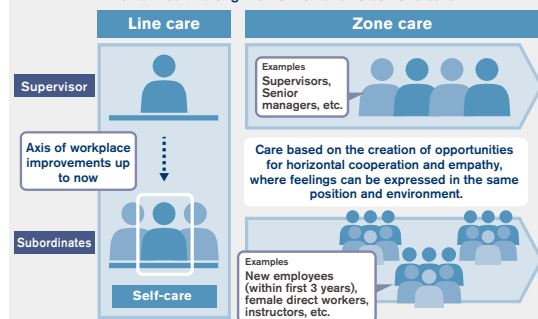 Line care
Zone care
Supervisor
Examples
Supervisors,
Senior
managers, etc.
Axis of workplace
improvements up
to now
Care based on the creation of opportunities
for horizontal cooperation and empathy,
where feelings can be expressed in the same
position and environment.
Subordinates
Self-care
Examples
New employees
(within first 3 years),
female direct workers,
instructors, etc.